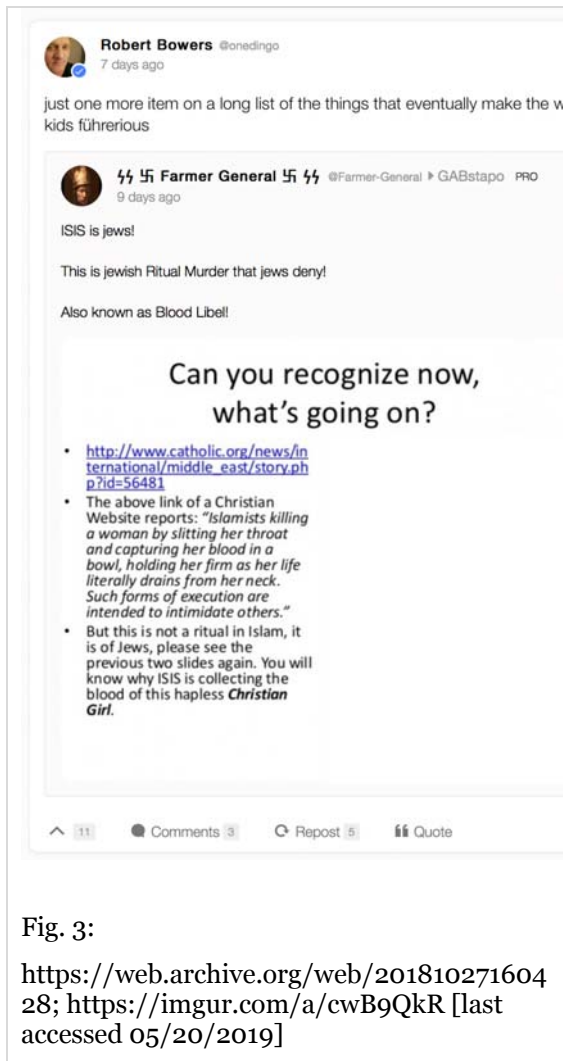 Robert Bowers @onedingo
7 days ago
just one more item on a long list of the things that eventually make the w
kids führerious
ϟϟ 卐 Farmer General 卐 ϟϟ @Farmer-General ▸ GABstapo PRO
9 days ago
ISIS is jews!
This is jewish Ritual Murder that jews deny!
Also known as Blood Libel!
Can you recognize now,
what's going on?
• http://www.catholic.org/news/in
ternational/middle_east/story.ph
p?id=56481
• The above link of a Christian
Website reports: “Islamists killing
a woman by slitting her throat
and capturing her blood in a
bowl, holding her firm as her life
literally drains from her neck.
Such forms of execution are
intended to intimidate others.”
• But this is not a ritual in Islam, it
is of Jews, please see the
previous two slides again. You will
know why ISIS is collecting the
blood of this hapless Christian
Girl.
11 Comments 3 Repost 5 Quote
Fig. 3:
https://web.archive.org/web/201810271604
28; https://imgur.com/a/cwB9QkR [last
accessed 05/20/2019]